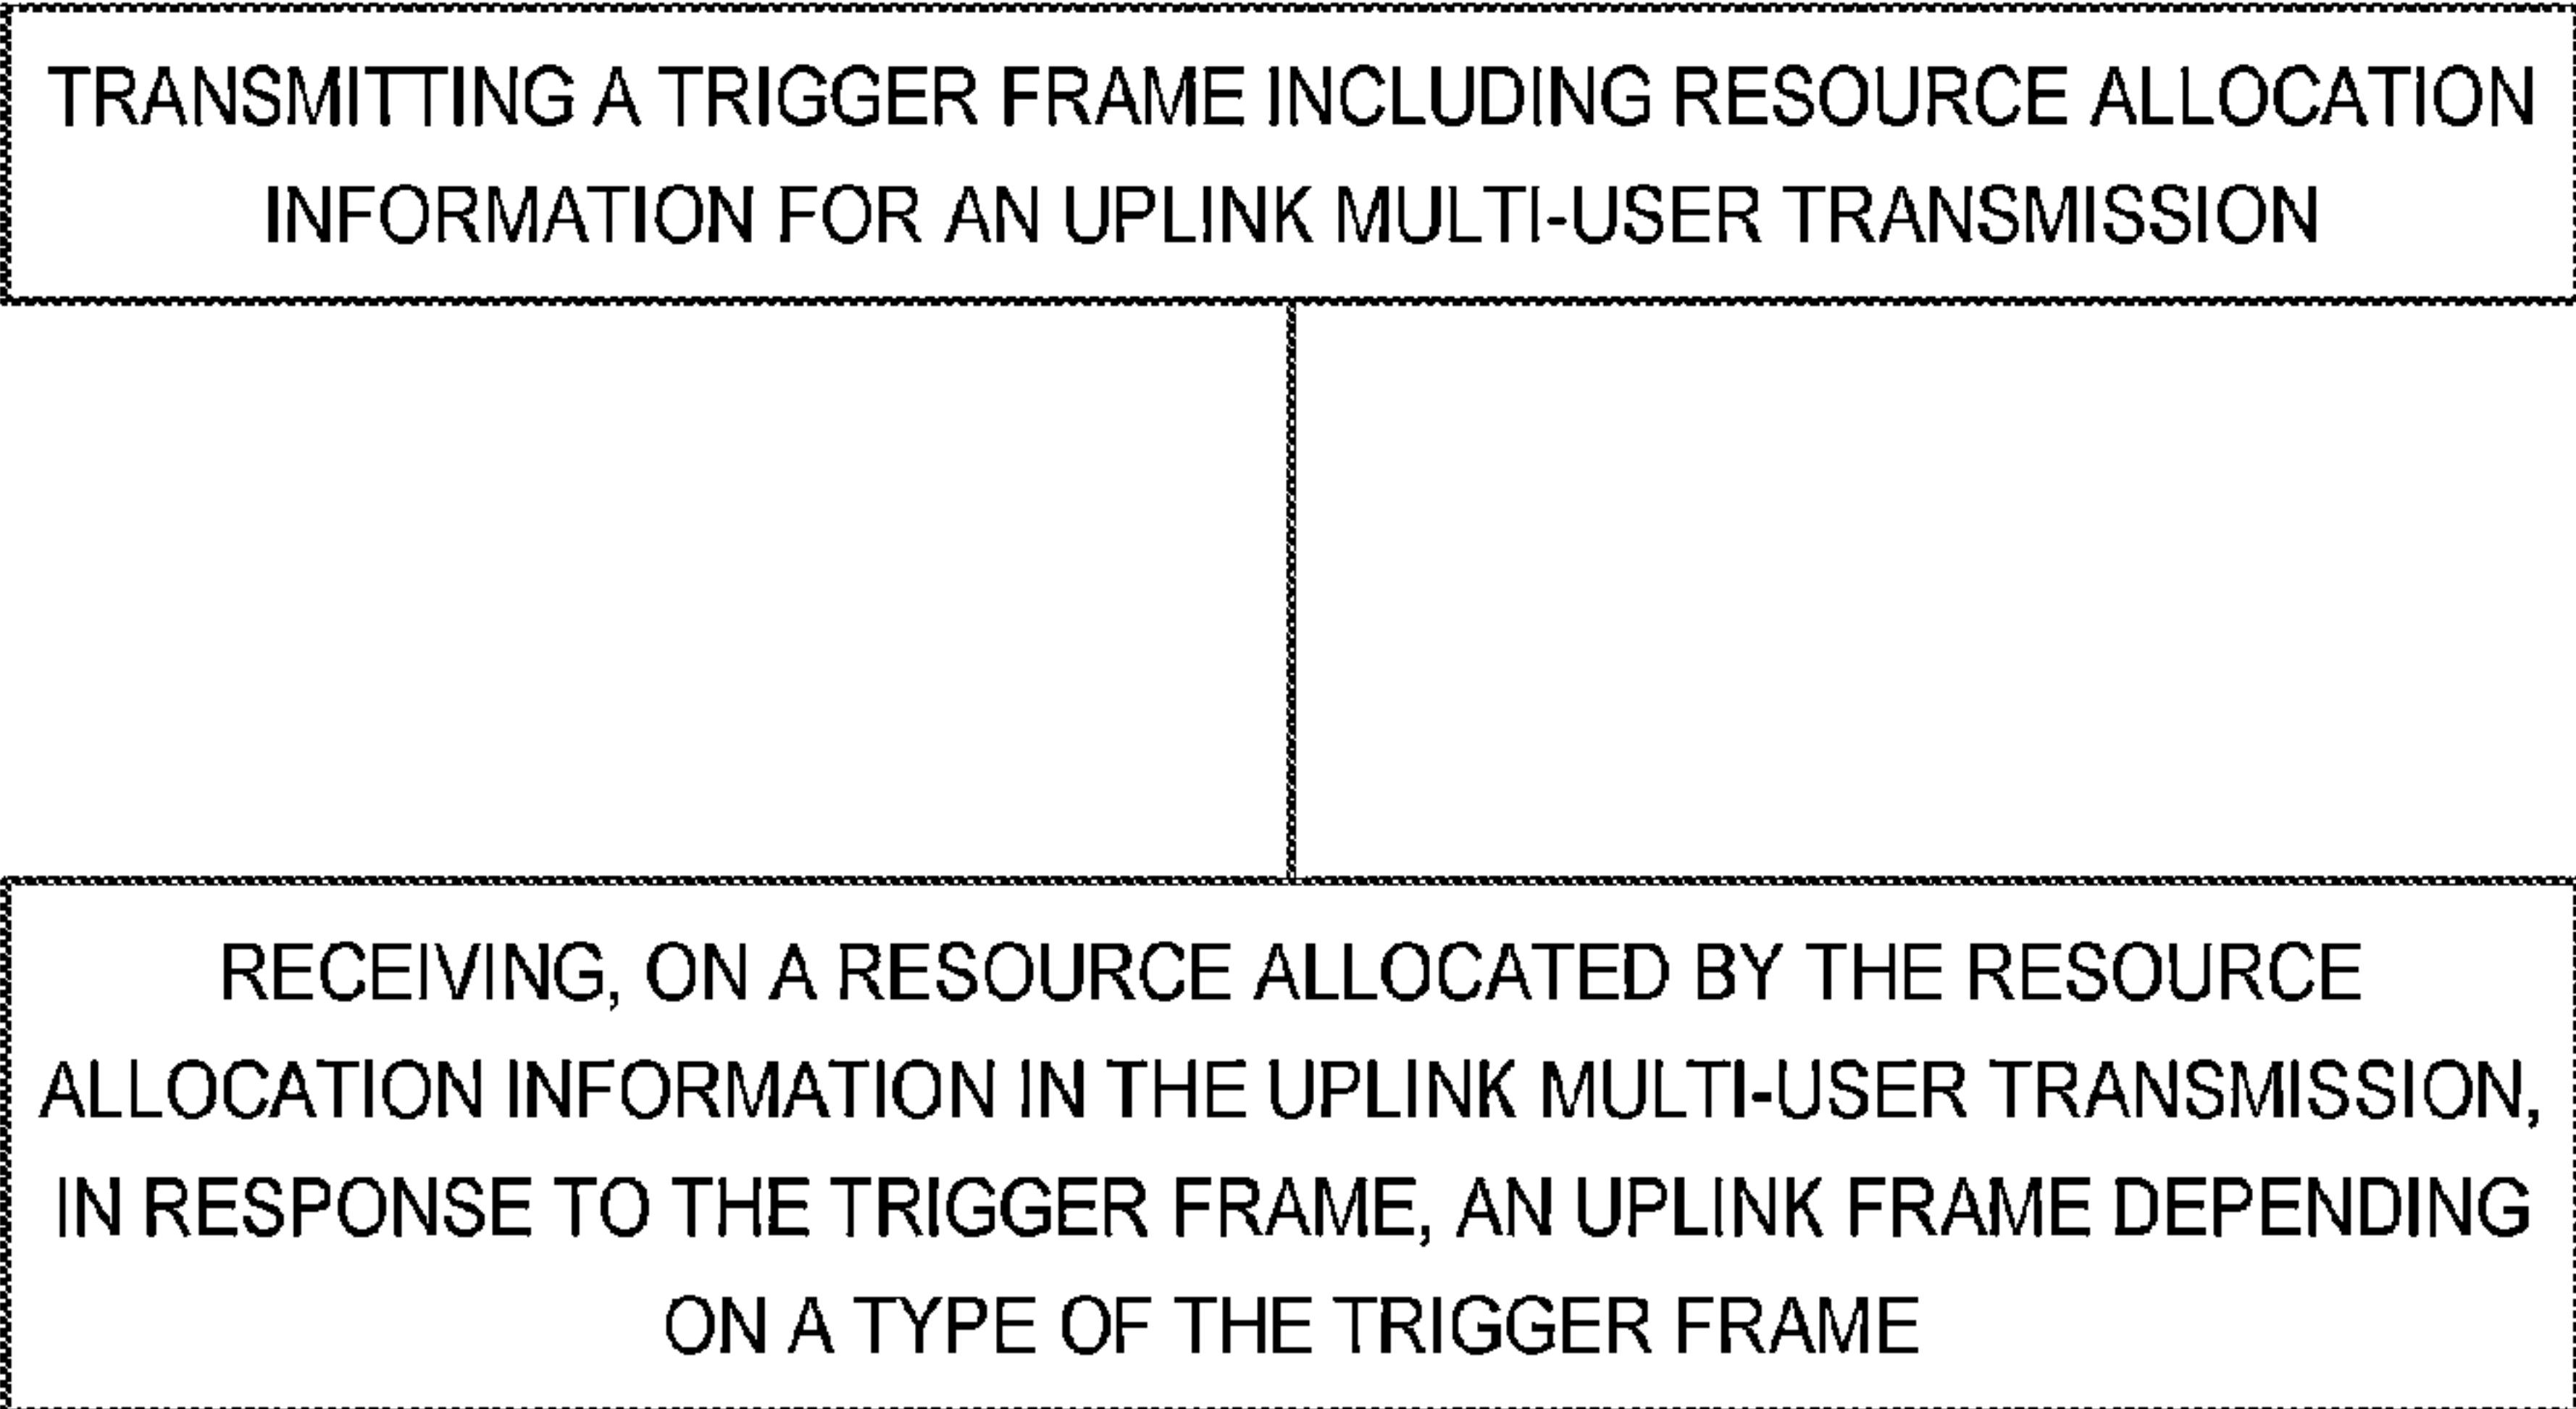 TRANSMITTING A TRIGGER FRAME INCLUDING RESOURCE ALLOCATION
INFORMATION FOR AN UPLINK MULTI-USER TRANSMISSION
RECEIVING, ON A RESOURCE ALLOCATED BY THE RESOURCE
ALLOCATION INFORMATION IN THE UPLINK MULTI-USER TRANSMISSION,
IN RESPONSE TO THE TRIGGER FRAME, AN UPLINK FRAME DEPENDING
ON A TYPE OF THE TRIGGER FRAME